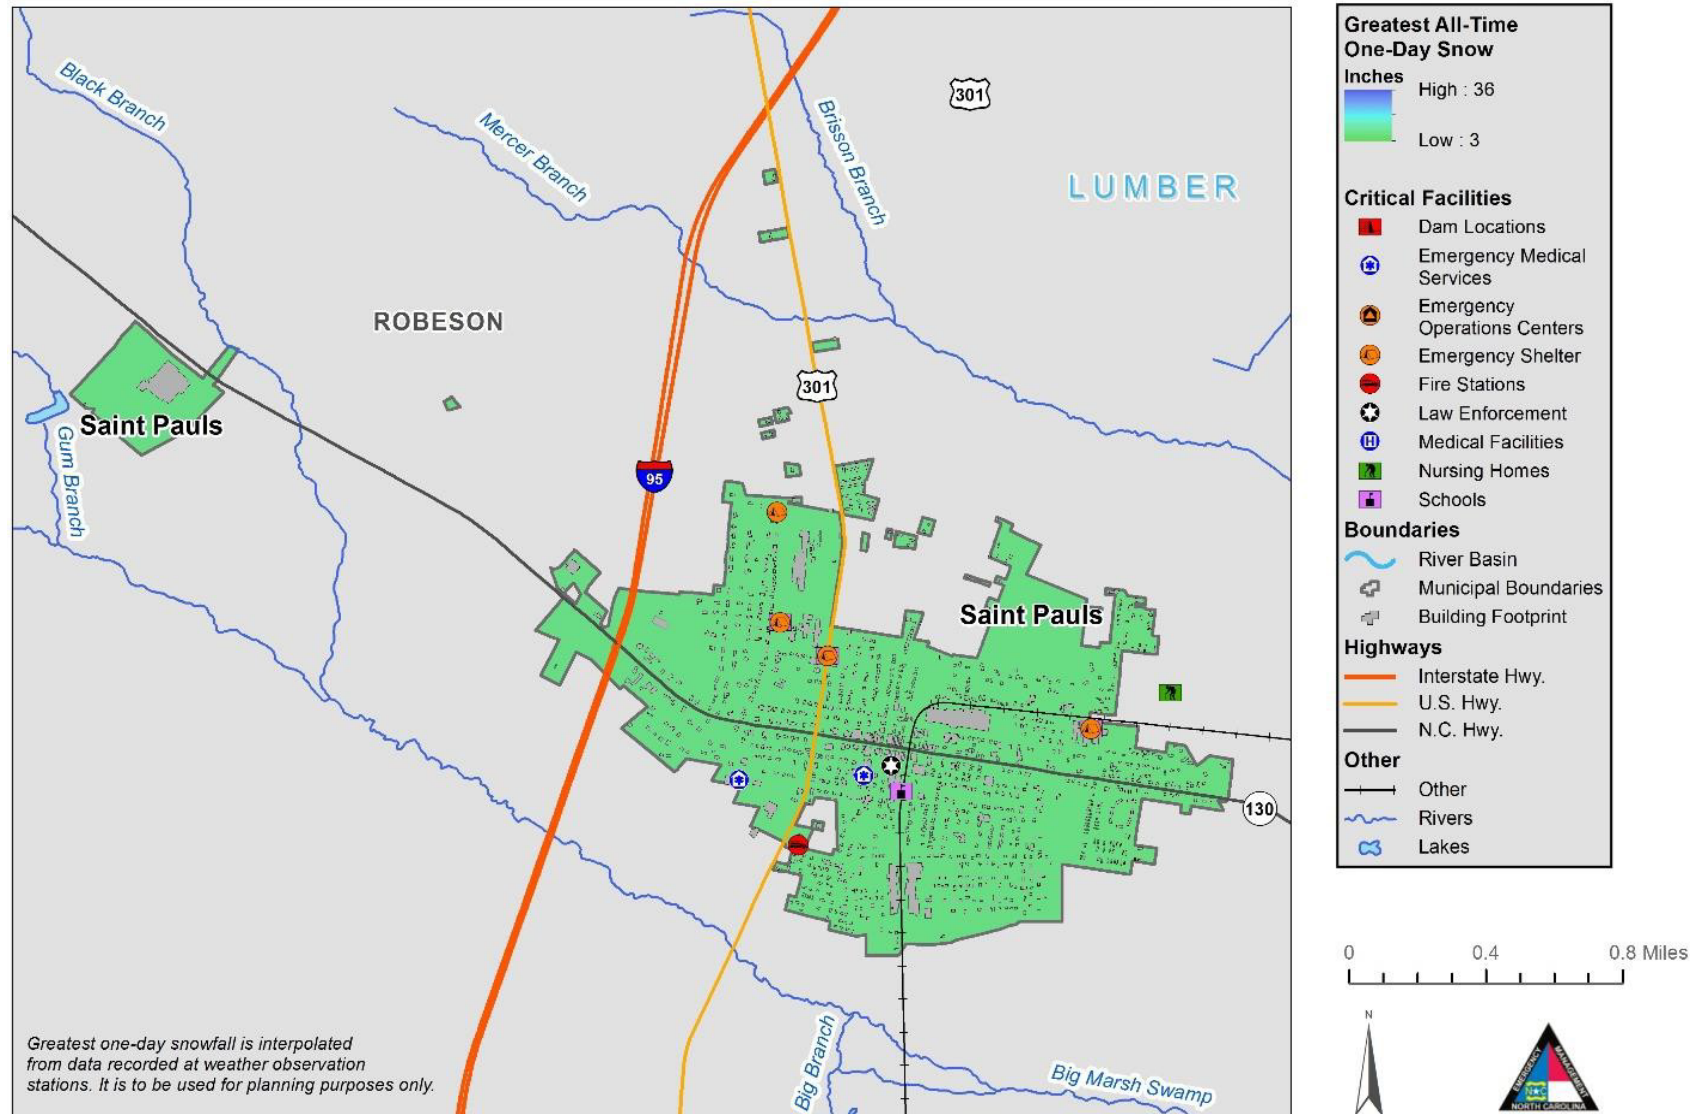 Black Branch
Mercer Branch
Brisson Branch
301
LUMBER
ROBESON
301
Saint Pauls
Gum Branch
95
Saint Pauls
130
Greatest one-day snowfall is interpolated
from data recorded at weather observation
stations. It is to be used for planning purposes only.
Big Branch
Big Marsh Swamp
Greatest All-Time
One-Day Snow
Inches
High : 36
Low : 3
Critical Facilities
Dam Locations
Emergency Medical
Services
Emergency
Operations Centers
Emergency Shelter
Fire Stations
Law Enforcement
H
Medical Facilities
Nursing Homes
Schools
Boundaries
River Basin
Municipal Boundaries
Building Footprint
Highways
Interstate Hwy.
U.S. Hwy.
N.C. Hwy.
Other
Other
Rivers
Lakes
0 0.4 0.8 Miles
N
EMERGENCY
MANAGEMENT
N C
NORTH CAROLINA